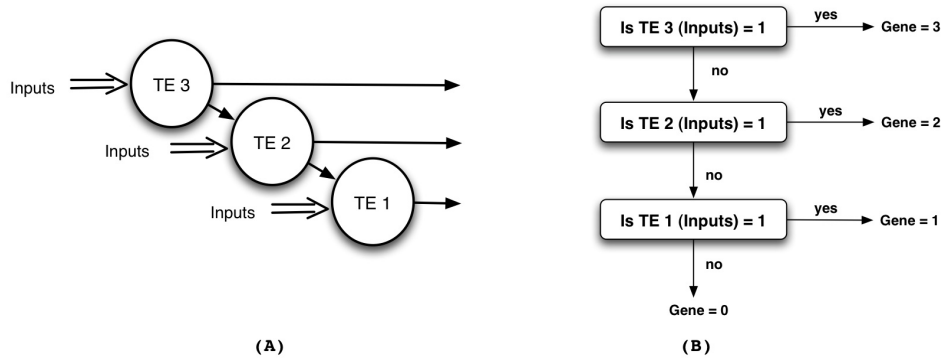 Inputs
TE 3
Inputs
TE 2
Inputs
TE 1
(A)
Is TE 3 (Inputs) = 1
yes
Gene = 3
no
Is TE 2 (Inputs) = 1
yes
Gene = 2
no
Is TE 1 (Inputs) = 1
yes
Gene = 1
no
Gene = 0
(B)